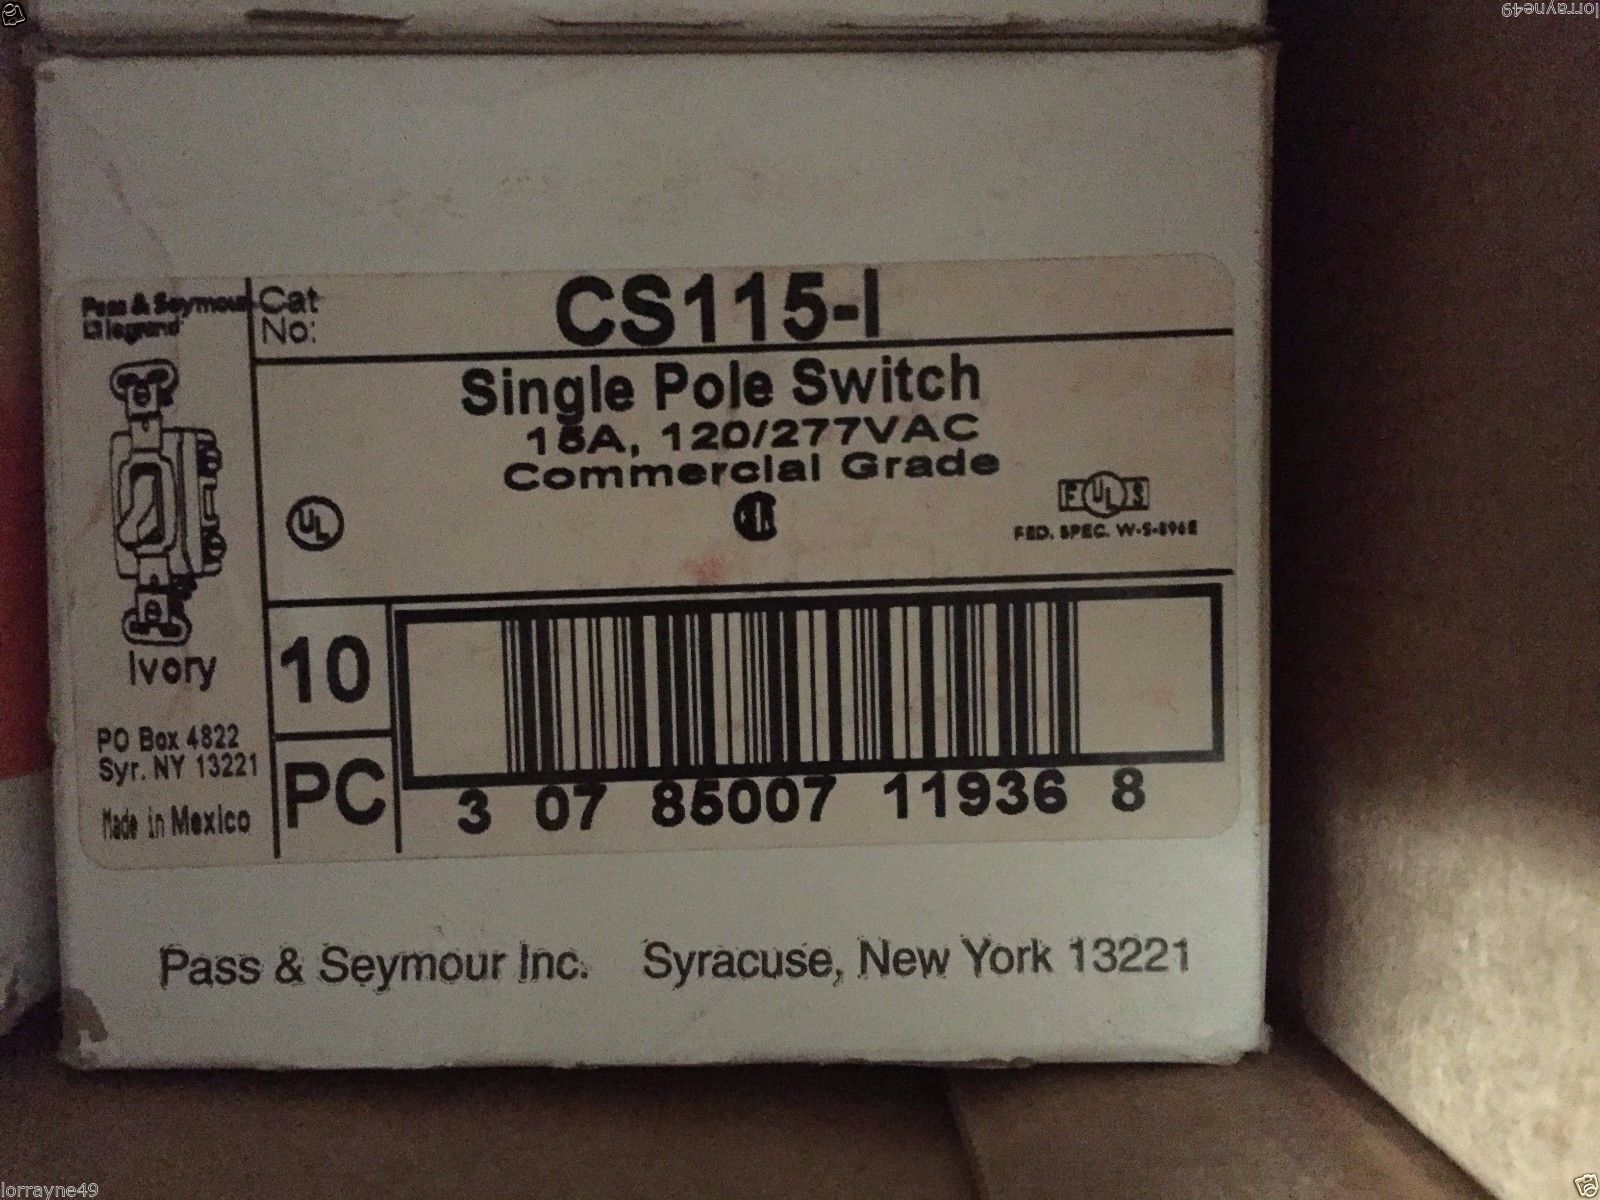 lorrayne49
Pass & Seymour
legrand
Cat
No:
CS115-I
Single Pole Switch
15A, 120/277VAC
Commercial Grade
UL
F UL S
FED. SPEC. W-S-896E
Ivory
10
PC
PO Box 4822
Syr. NY 13221
Made in Mexico
3 07 85007 11936 8
Pass & Seymour Inc. Syracuse, New York 13221
lorrayne49